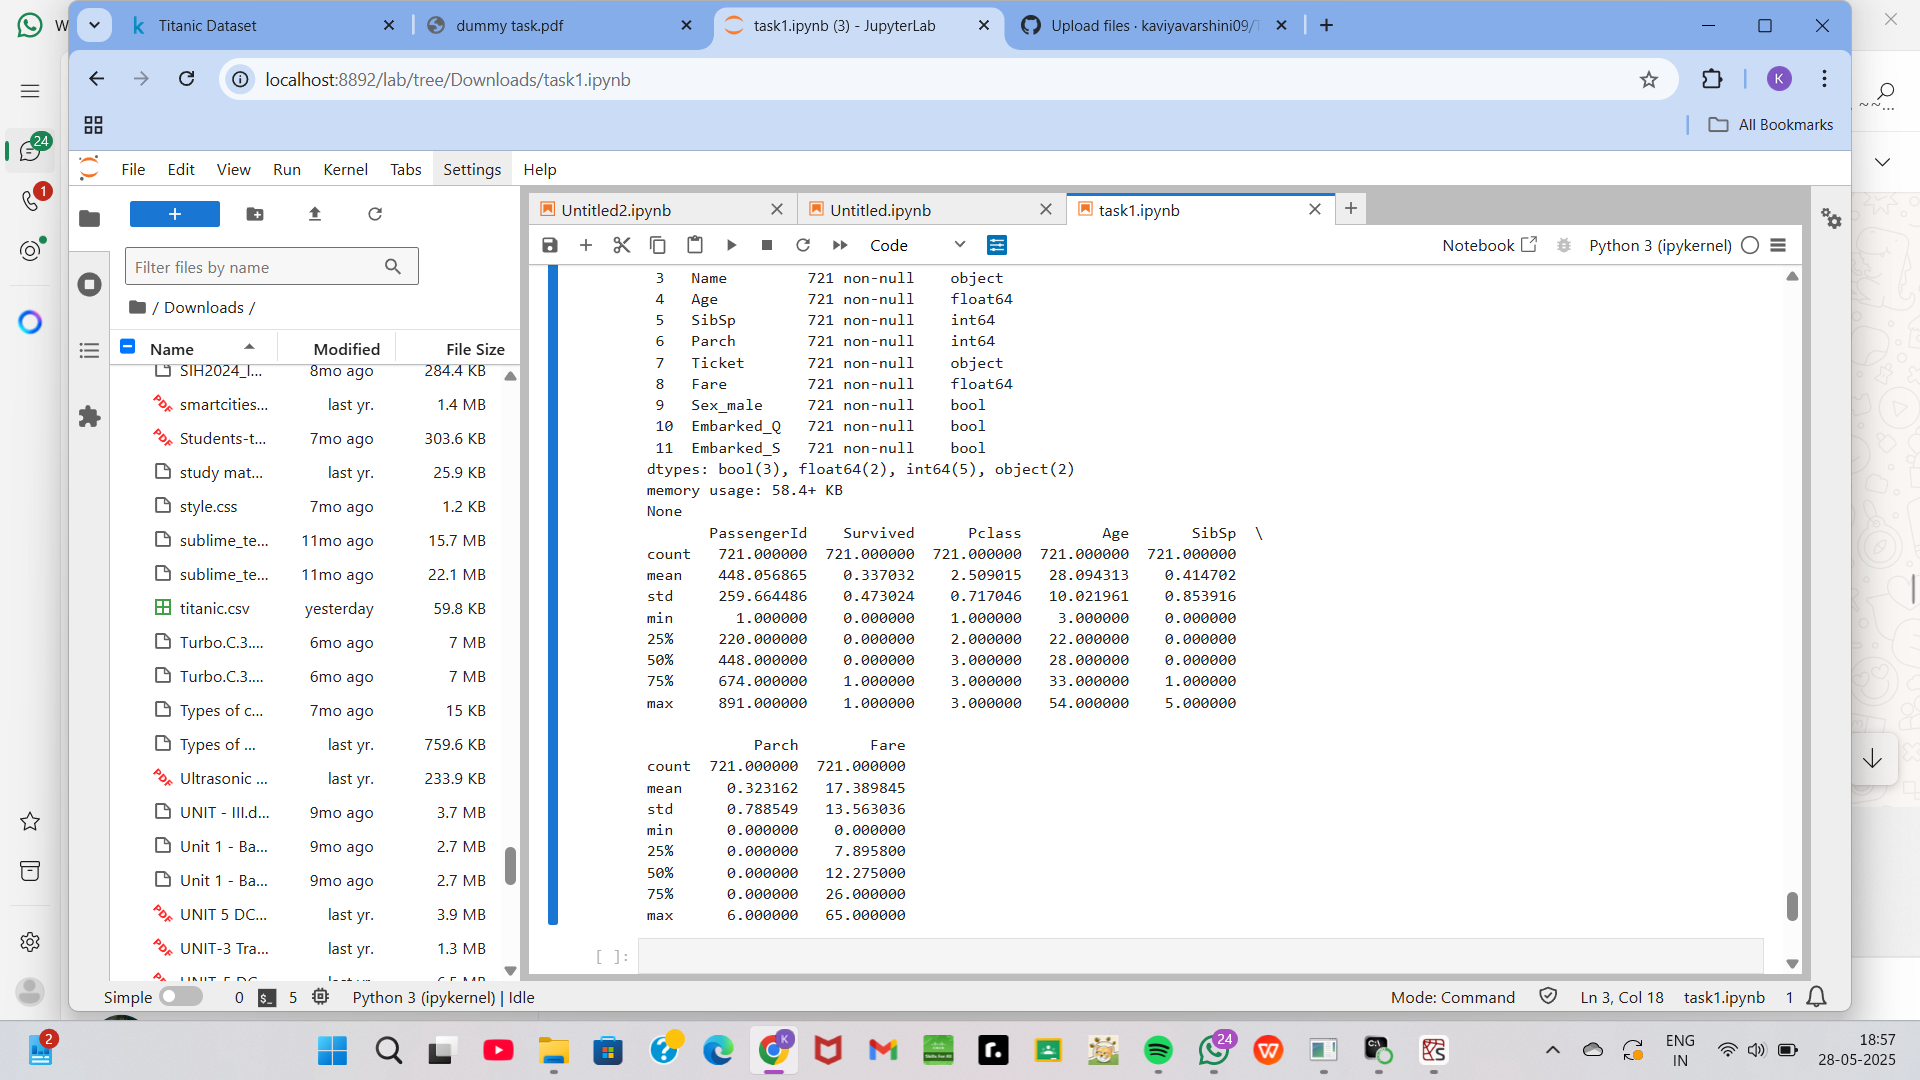 W
Titanic Dataset
dummy task.pdf
task1.ipynb (3) - JupyterLab
Upload files · kaviyavarshini09/T
localhost:8892/lab/tree/Downloads/task1.ipynb
K
All Bookmarks
24
1
File Edit View Run Kernel Tabs Settings Help
Filter files by name
/ Downloads /
Name Modified File Size
SIH2024_I... 8mo ago 284.4 KB
smartcities... last yr. 1.4 MB
Students-t... 7mo ago 303.6 KB
study mat... last yr. 25.9 KB
style.css 7mo ago 1.2 KB
sublime_te... 11mo ago 15.7 MB
sublime_te... 11mo ago 22.1 MB
titanic.csv yesterday 59.8 KB
Turbo.C.3.... 6mo ago 7 MB
Turbo.C.3.... 6mo ago 7 MB
Types of c... 7mo ago 15 KB
Types of ... last yr. 759.6 KB
Ultrasonic ... last yr. 233.9 KB
UNIT - III.d... 9mo ago 3.7 MB
Unit 1 - Ba... 9mo ago 2.7 MB
Unit 1 - Ba... 9mo ago 2.7 MB
UNIT 5 DC... last yr. 3.9 MB
UNIT-3 Tra... last yr. 1.3 MB
Untitled2.ipynb
Untitled.ipynb
task1.ipynb
Code
Notebook
Python 3 (ipykernel)
3 Name 721 non-null object
4 Age 721 non-null float64
5 SibSp 721 non-null int64
6 Parch 721 non-null int64
7 Ticket 721 non-null object
8 Fare 721 non-null float64
9 Sex_male 721 non-null bool
10 Embarked_Q 721 non-null bool
11 Embarked_S 721 non-null bool
dtypes: bool(3), float64(2), int64(5), object(2)
memory usage: 58.4+ KB
None
PassengerId Survived Pclass Age SibSp \
count 721.000000 721.000000 721.000000 721.000000 721.000000
mean 448.056865 0.337032 2.509015 28.094313 0.414702
std 259.664486 0.473024 0.717046 10.021961 0.853916
min 1.000000 0.000000 1.000000 3.000000 0.000000
25% 220.000000 0.000000 2.000000 22.000000 0.000000
50% 448.000000 0.000000 3.000000 28.000000 0.000000
75% 674.000000 1.000000 3.000000 33.000000 1.000000
max 891.000000 1.000000 3.000000 54.000000 5.000000
Parch Fare
count 721.000000 721.000000
mean 0.323162 17.389845
std 0.788549 13.563036
min 0.000000 0.000000
25% 0.000000 7.895800
50% 0.000000 12.275000
75% 0.000000 26.000000
max 6.000000 65.000000
[ ]:
Simple 0 5 Python 3 (ipykernel) | Idle
Mode: Command Ln 3, Col 18 task1.ipynb 1
2
K
24
ENG
IN
18:57
28-05-2025